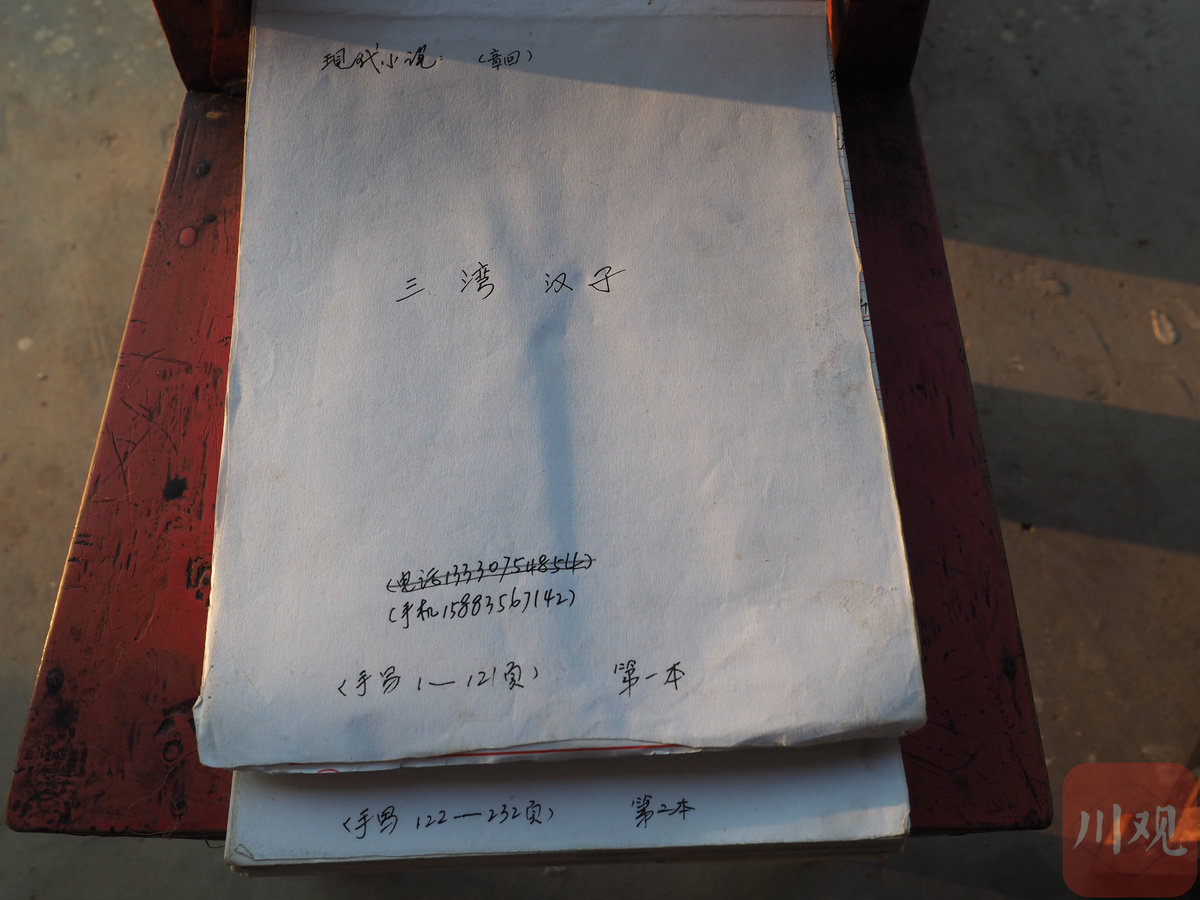 现代小说：（章回）
三湾汉子
（电话13330754854）
（手机15883567142）
（手写1—121页） 第一本
（手写122—232页） 第二本
川观